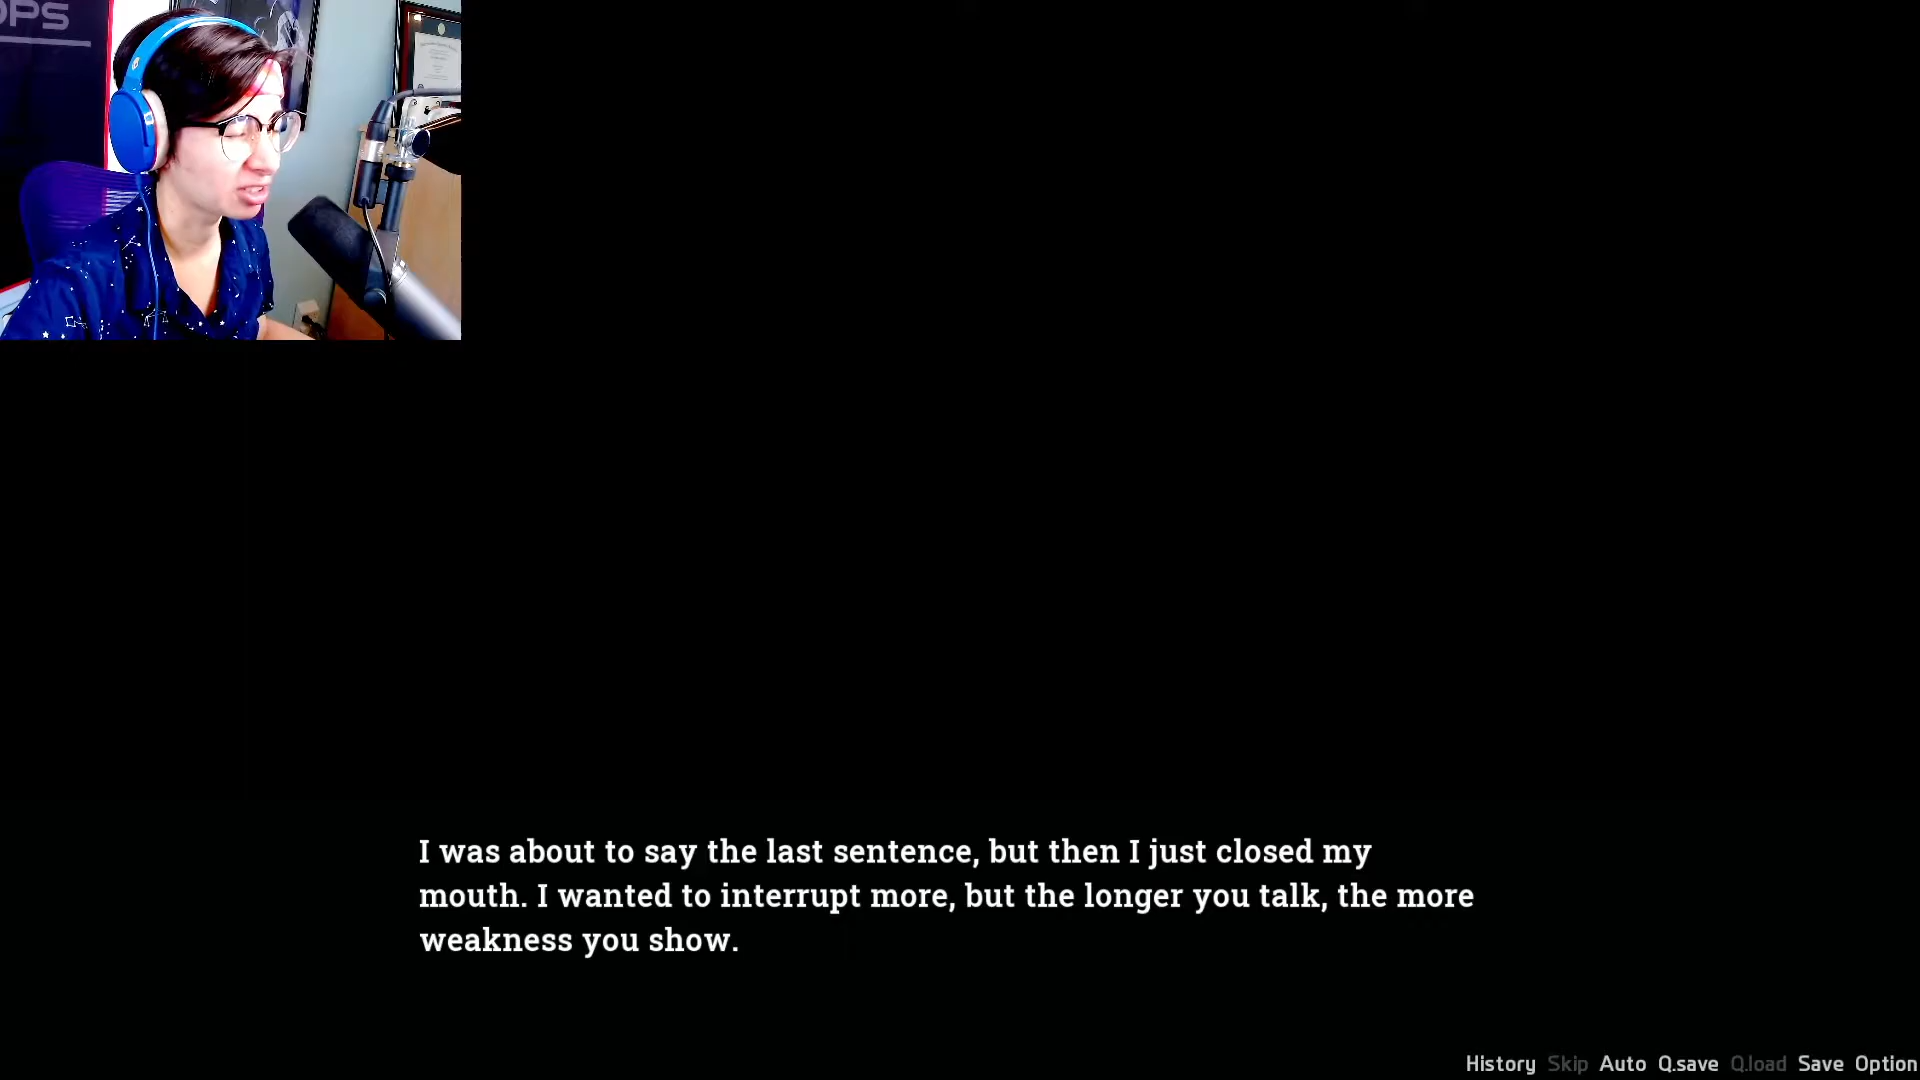 OPS
I was about to say the last sentence, but then I just closed my
mouth. I wanted to interrupt more, but the longer you talk, the more
weakness you show.
History Skip Auto Q.save Q.load Save Option